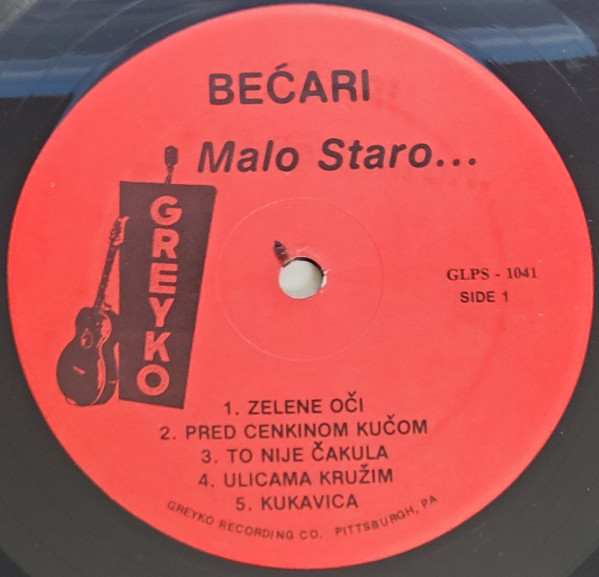 BEĆARI
Malo Staro...
GREYKO
GLPS - 1041
SIDE 1
1. ZELENE OČI
2. PRED CENKINOM KUČOM
3. TO NIJE ČAKULA
4. ULICAMA KRUŽIM
5. KUKAVICA
GREYKO RECORDING CO. PITTSBURGH, PA